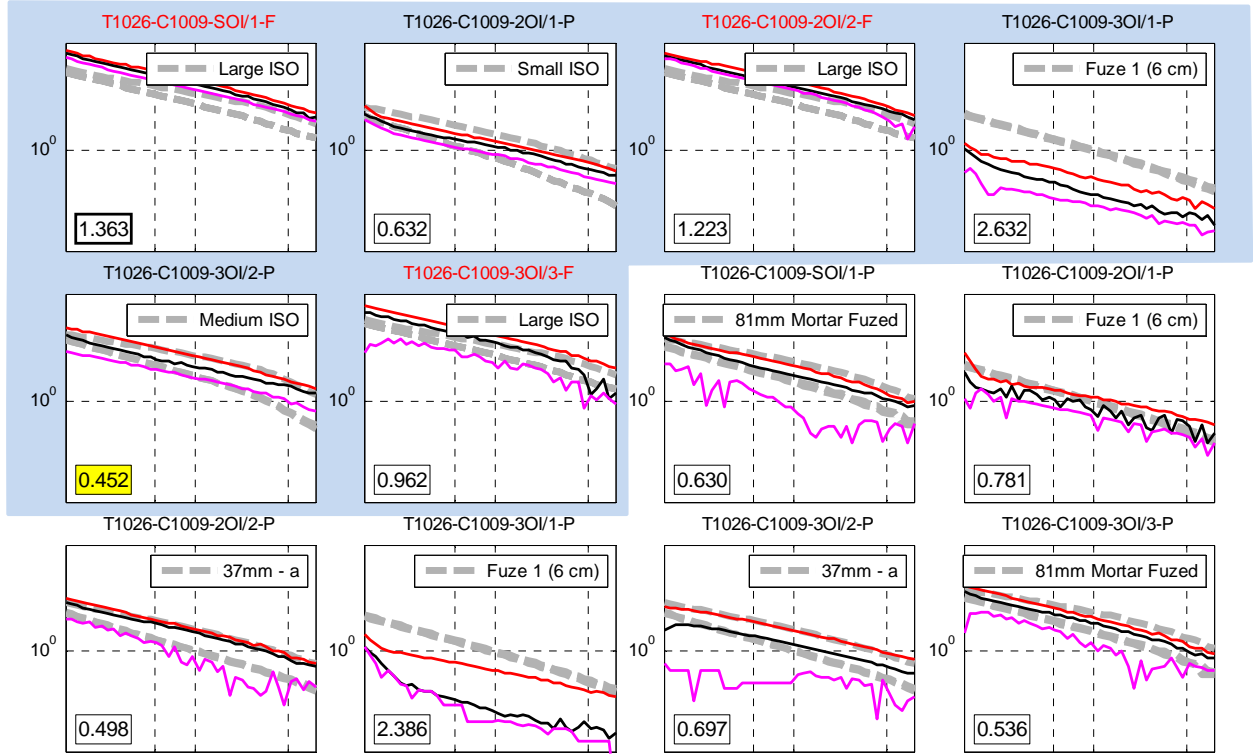 T1026-C1009-SOI/1-F T1026-C1009-2OI/1-P T1026-C1009-2OI/2-F T1026-C1009-3OI/1-P
Large ISO Small ISO Large ISO Fuze 1 (6 cm)
10^0 10^0 10^0 10^0
1.363 0.632 1.223 2.632
T1026-C1009-3OI/2-P T1026-C1009-3OI/3-F T1026-C1009-SOI/1-P T1026-C1009-2OI/1-P
Medium ISO Large ISO 81mm Mortar Fuzed Fuze 1 (6 cm)
10^0 10^0 10^0 10^0
0.452 0.962 0.630 0.781
T1026-C1009-2OI/2-P T1026-C1009-3OI/1-P T1026-C1009-3OI/2-P T1026-C1009-3OI/3-P
37mm - a Fuze 1 (6 cm) 37mm - a 81mm Mortar Fuzed
10^0 10^0 10^0 10^0
0.498 2.386 0.697 0.536